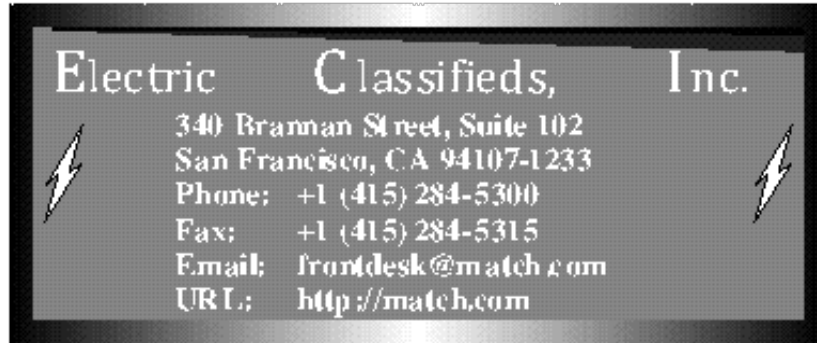 Electric Classifieds, Inc.
340 Brannan Street, Suite 102
San Francisco, CA 94107-1233
Phone: +1 (415) 284-5300
Fax: +1 (415) 284-5315
Email: frontdesk@match.com
URL: http://match.com